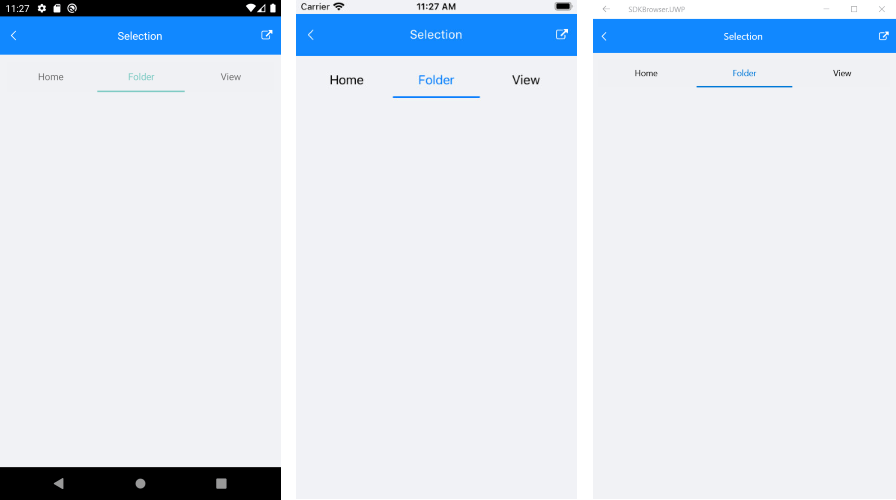 11:27
Selection
Home Folder View
Carrier 11:27 AM
Selection
Home Folder View
SDKBrowser.UWP
Selection
Home Folder View